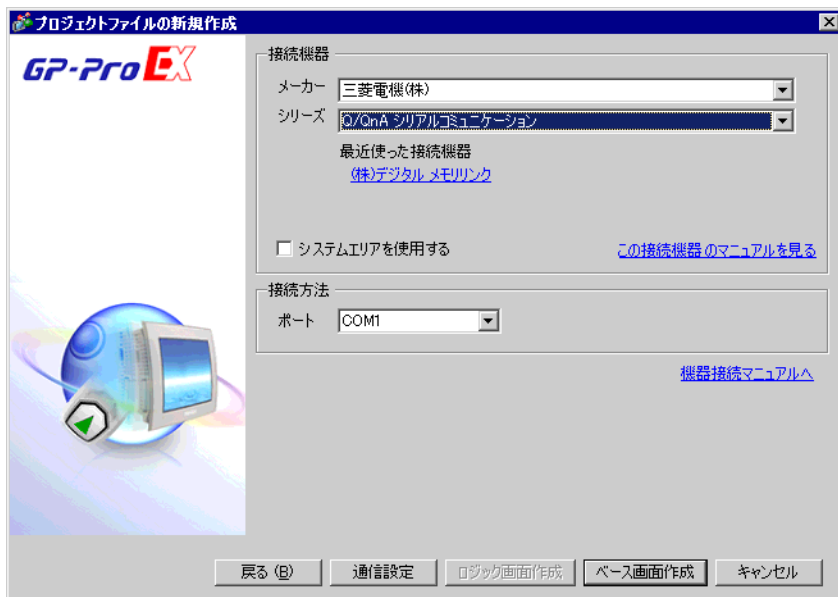 プロジェクトファイルの新規作成
GP-Pro EX
接続機器
メーカー 三菱電機(株)
シリーズ Q/QnA シリアルコミュニケーション
最近使った接続機器
(株)デジタル メモリリンク
システムエリアを使用する この接続機器のマニュアルを見る
接続方法
ポート COM1
機器接続マニュアルへ
戻る (B) 通信設定 ロジック画面作成 ベース画面作成 キャンセル